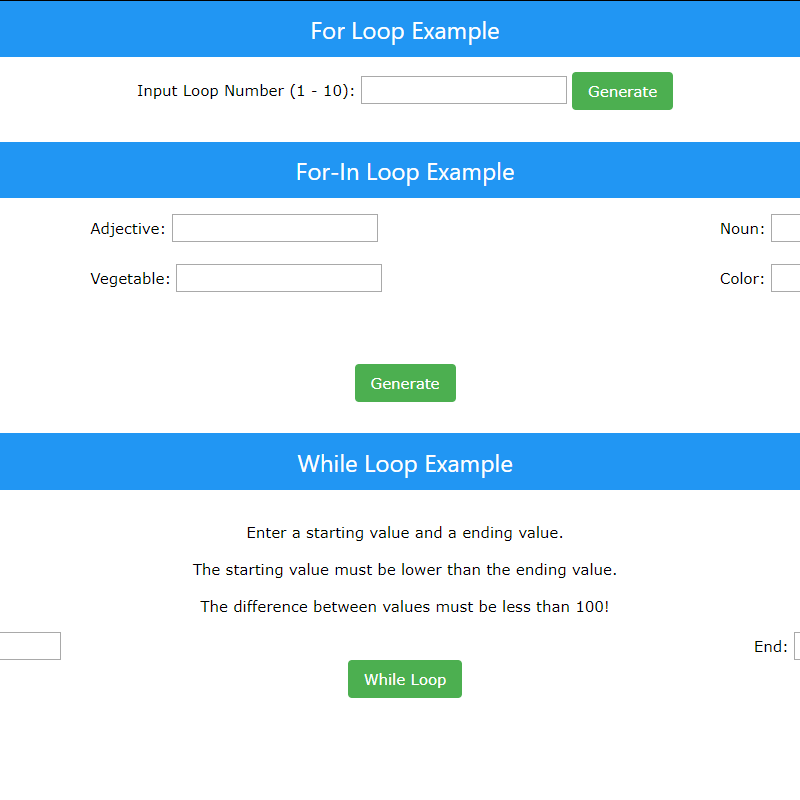 For Loop Example
Input Loop Number (1 - 10): Generate
For-In Loop Example
Adjective: Noun:
Vegetable: Color:
Generate
While Loop Example
Enter a starting value and a ending value.
The starting value must be lower than the ending value.
The difference between values must be less than 100!
End:
While Loop